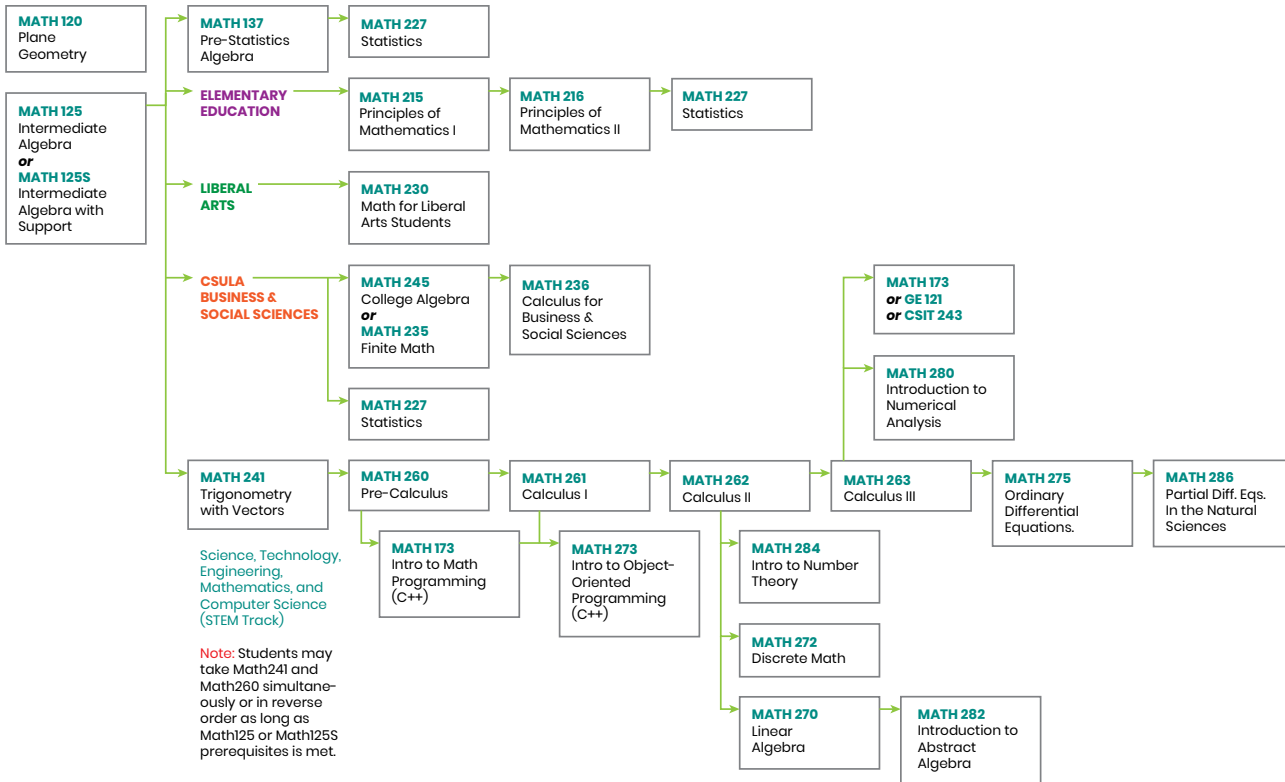 MATH 120
Plane
Geometry
MATH 125
Intermediate
Algebra
or
MATH 125S
Intermediate
Algebra with
Support
MATH 137
Pre-Statistics
Algebra
MATH 227
Statistics
ELEMENTARY
EDUCATION
MATH 215
Principles of
Mathematics I
MATH 216
Principles of
Mathematics II
MATH 227
Statistics
LIBERAL
ARTS
MATH 230
Math for Liberal
Arts Students
CSULA
BUSINESS &
SOCIAL SCIENCES
MATH 245
College Algebra
or
MATH 235
Finite Math
MATH 236
Calculus for
Business &
Social Sciences
MATH 227
Statistics
MATH 173
or GE 121
or CSIT 243
MATH 280
Introduction to
Numerical
Analysis
MATH 241
Trigonometry
with Vectors
MATH 260
Pre-Calculus
MATH 261
Calculus I
MATH 262
Calculus II
MATH 263
Calculus III
MATH 275
Ordinary
Differential
Equations.
MATH 286
Partial Diff. Eqs.
In the Natural
Sciences
MATH 173
Intro to Math
Programming
(C++)
MATH 273
Intro to Object-
Oriented
Programming
(C++)
MATH 284
Intro to Number
Theory
MATH 272
Discrete Math
MATH 270
Linear
Algebra
MATH 282
Introduction to
Abstract
Algebra
Science, Technology,
Engineering,
Mathematics, and
Computer Science
(STEM Track)
Note: Students may
take Math241 and
Math260 simultane-
ously or in reverse
order as long as
Math125 or Math125S
prerequisites is met.